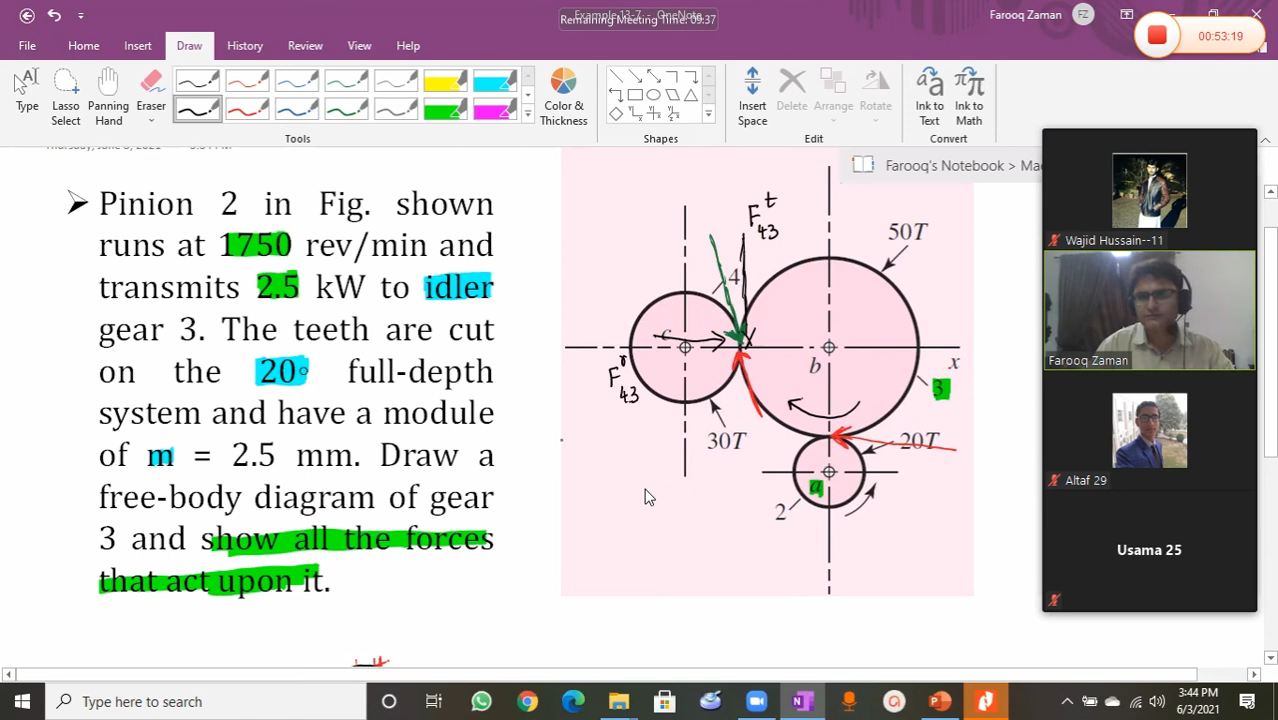 Example 13-7 - OneNote
Remaining Meeting Time: 09:37
Farooq Zaman
FZ
00:53:19
File
Home
Insert
Draw
History
Review
View
Help
Type
Lasso Select
Panning Hand
Eraser
Color & Thickness
Insert Space
Delete
Arrange
Rotate
Ink to Text
Ink to Math
Tools
Shapes
Edit
Convert
Farooq's Notebook >
Pinion 2 in Fig. shown
runs at 1750 rev/min and
transmits 2.5 kW to idler
gear 3. The teeth are cut
on the 20° full-depth
system and have a module
of m = 2.5 mm. Draw a
free-body diagram of gear
3 and show all the forces
that act upon it.
F t 43
50T
4
c
b
x
F r 43
3
30T
20T
a
2
Wajid Hussain--11
Farooq Zaman
Altaf 29
Usama 25
Type here to search
3:44 PM
6/3/2021